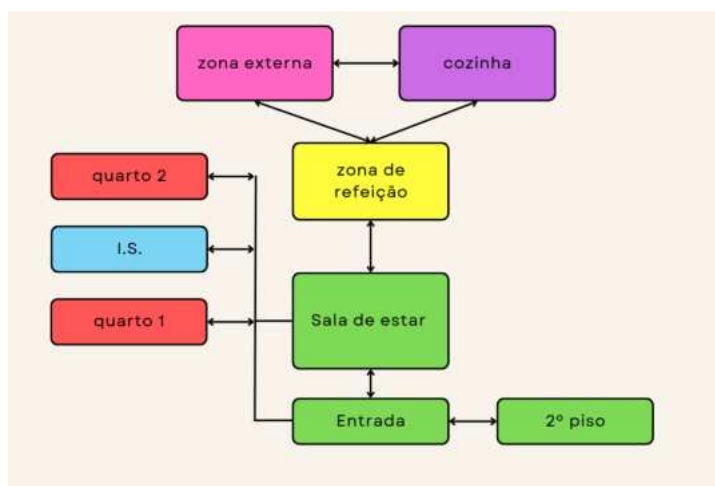 zona externa
cozinha
zona de
refeição
quarto 2
I.S.
quarto 1
Sala de estar
Entrada
2º piso